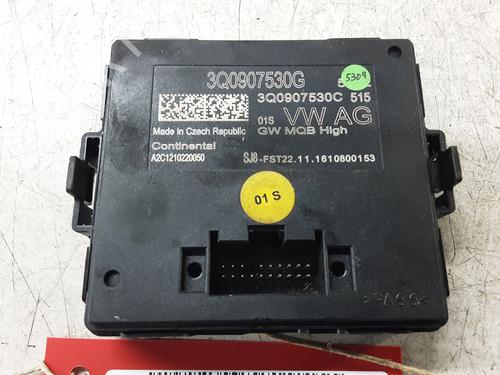 3Q0907530G
5309
3Q0907530C 515
01S VW AG
Made in Czech Republic
GW MQB High
Continental
A2C1210220050
SJ8-FST22.11.1610800153
01 S